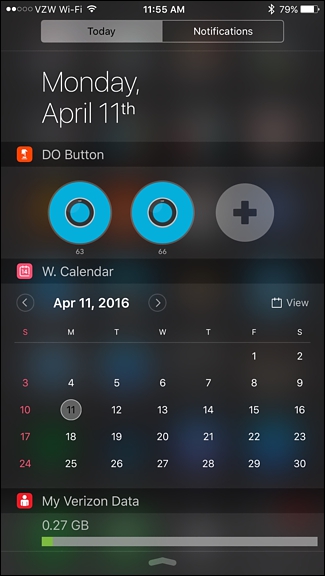 VZW Wi-Fi 11:55 AM 79%
Today Notifications
Monday,
April 11th
DO Button
63 66
W. Calendar
Apr 11, 2016 View
S M T W T F S
1 2
3 4 5 6 7 8 9
10 11 12 13 14 15 16
17 18 19 20 21 22 23
24 25 26 27 28 29 30
My Verizon Data
0.27 GB